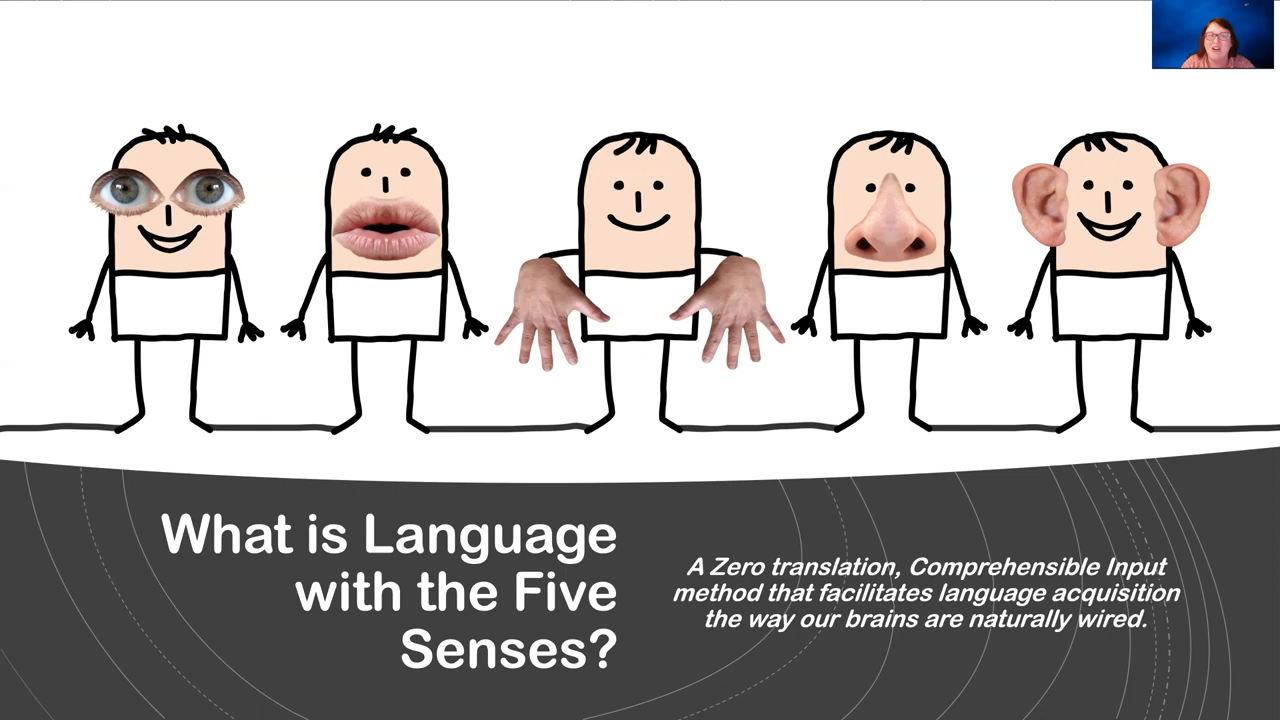 What is Language
with the Five
Senses?
A Zero translation, Comprehensible Input
method that facilitates language acquisition
the way our brains are naturally wired.